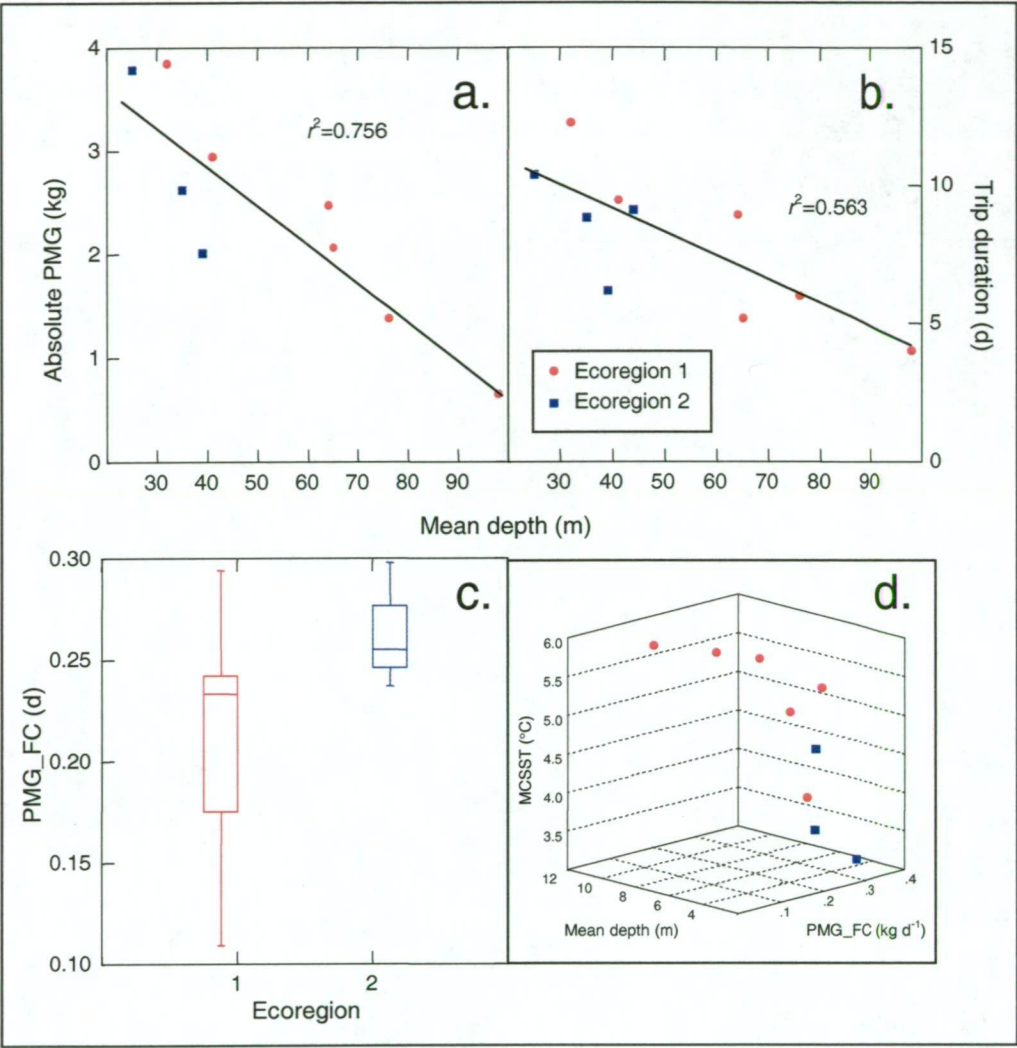 a.
r²=0.756
4
3
2
1
0
Absolute PMG (kg)
30 40 50 60 70 80 90
b.
r²=0.563
15
10
5
0
Trip duration (d)
Ecoregion 1
Ecoregion 2
30 40 50 60 70 80 90
Mean depth (m)
c.
0.30
0.25
0.20
0.15
0.10
PMG_FC (d)
1 2
Ecoregion
d.
6.0
5.5
5.0
4.5
4.0
3.5
MCSST (°C)
12 10 8 6 4
Mean depth (m)
.1 .2 .3 .4
PMG_FC (kg d⁻¹)